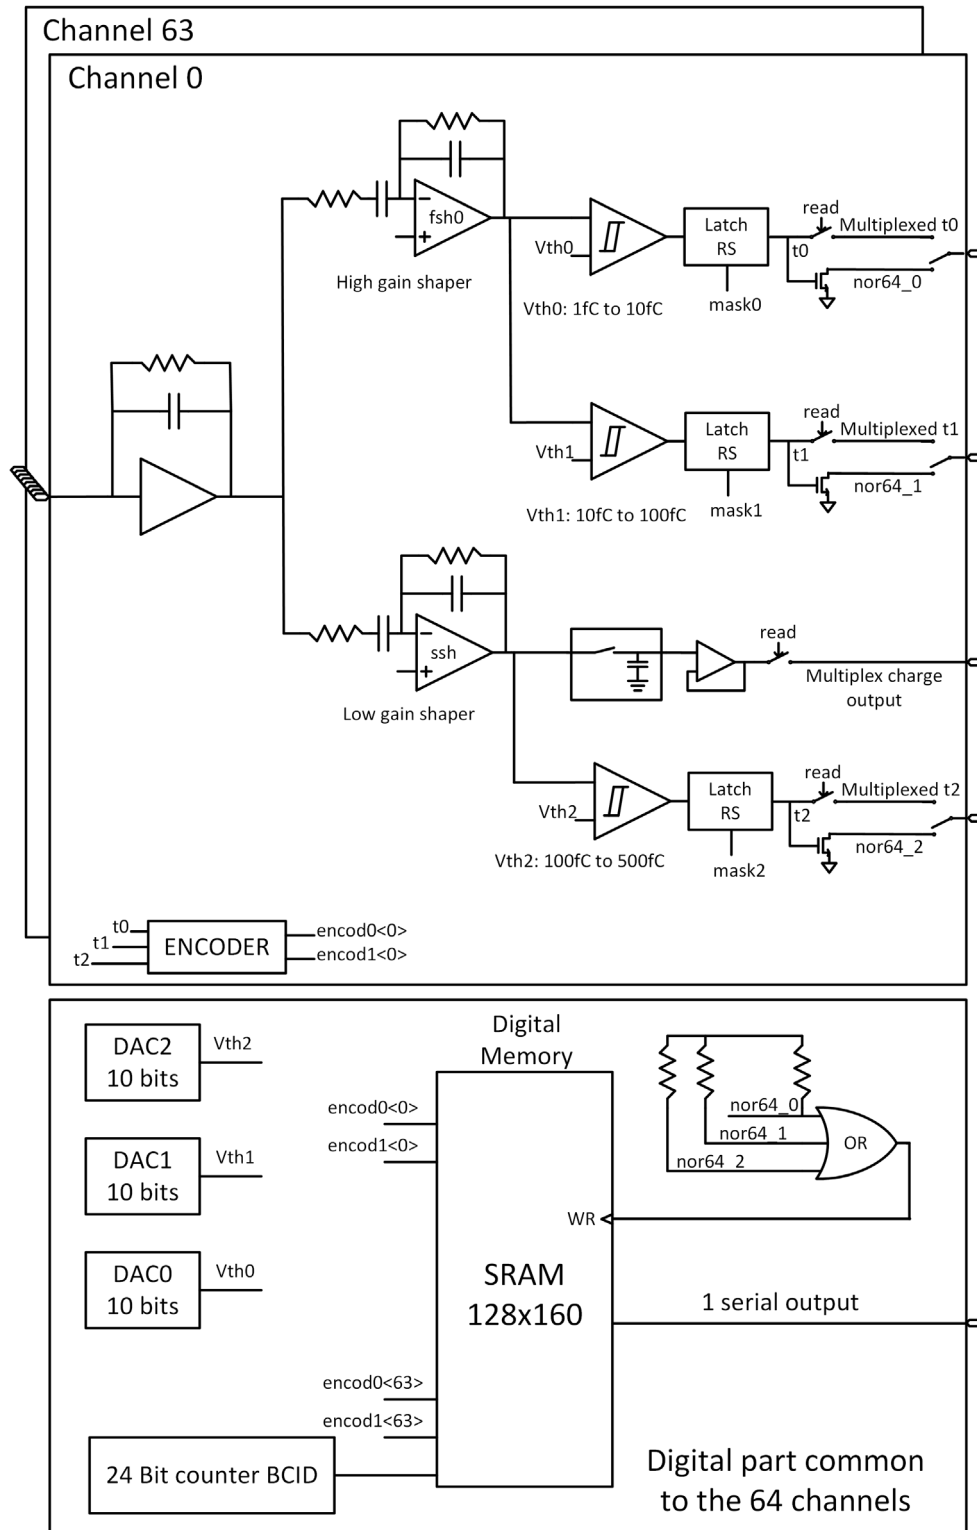 Channel 63
Channel 0
fsh0
High gain shaper
Vth0
Vth0: 1fC to 10fC
Latch
RS
mask0
read
Multiplexed t0
t0
nor64_0
Vth1
Vth1: 10fC to 100fC
Latch
RS
mask1
read
Multiplexed t1
t1
nor64_1
ssh
Low gain shaper
read
Multiplex charge
output
Vth2
Vth2: 100fC to 500fC
Latch
RS
mask2
read
Multiplexed t2
t2
nor64_2
t0
t1
t2
ENCODER
encod0<0>
encod1<0>
DAC2
10 bits
Vth2
DAC1
10 bits
Vth1
DAC0
10 bits
Vth0
Digital
Memory
encod0<0>
encod1<0>
nor64_0
nor64_1
nor64_2
OR
WR
SRAM
128x160
1 serial output
encod0<63>
encod1<63>
24 Bit counter BCID
Digital part common
to the 64 channels